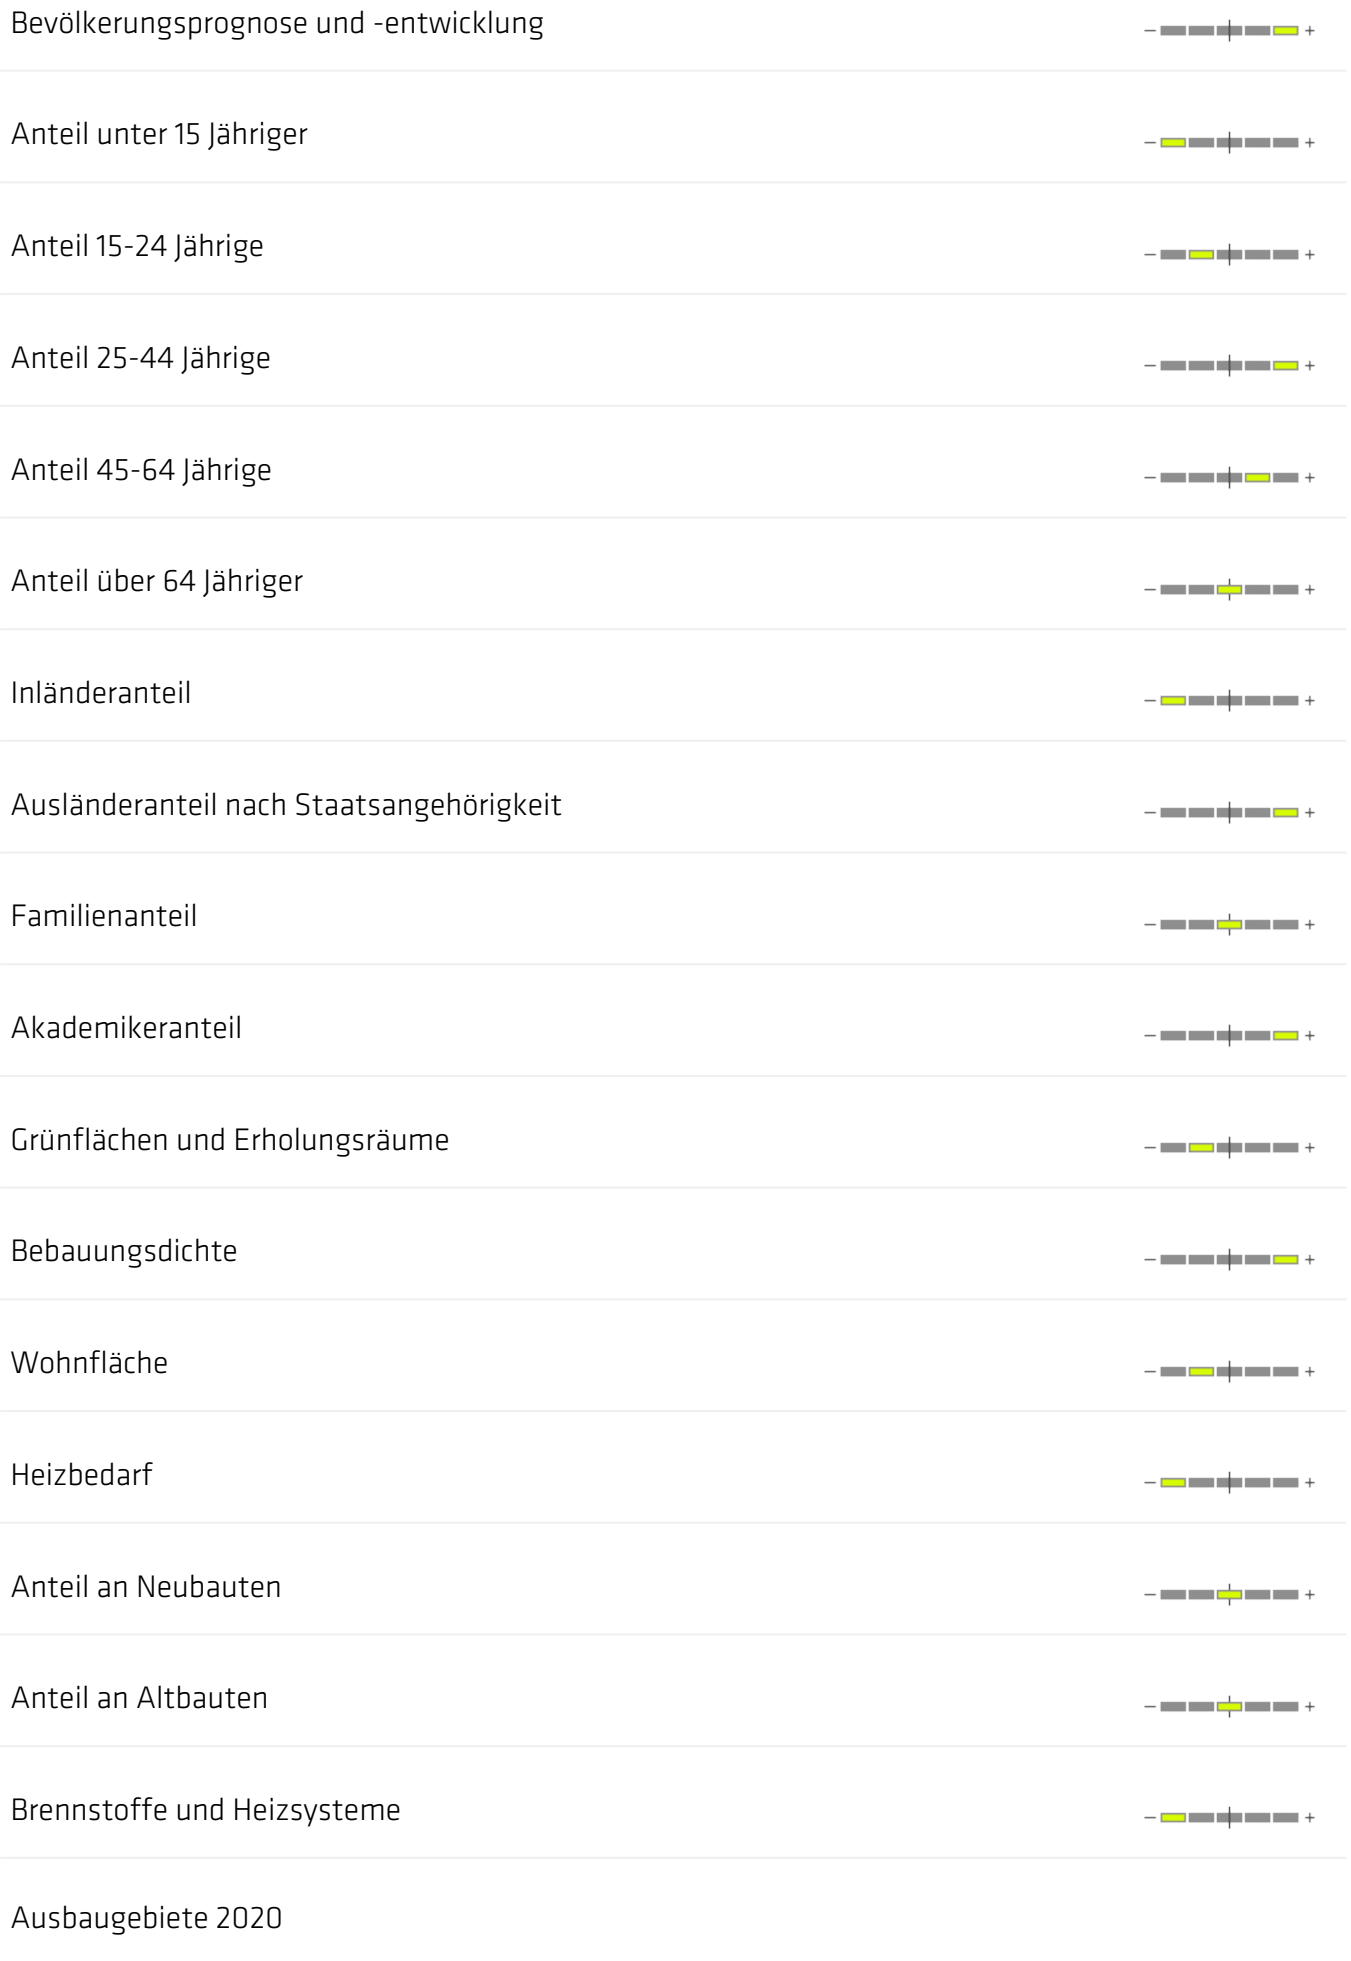 Bevölkerungsprognose und -entwicklung
− +
Anteil unter 15 Jähriger
− +
Anteil 15-24 Jährige
− +
Anteil 25-44 Jährige
− +
Anteil 45-64 Jährige
− +
Anteil über 64 Jähriger
− +
Inländeranteil
− +
Ausländeranteil nach Staatsangehörigkeit
− +
Familienanteil
− +
Akademikeranteil
− +
Grünflächen und Erholungsräume
− +
Bebauungsdichte
− +
Wohnfläche
− +
Heizbedarf
− +
Anteil an Neubauten
− +
Anteil an Altbauten
− +
Brennstoffe und Heizsysteme
− +
Ausbaugebiete 2020